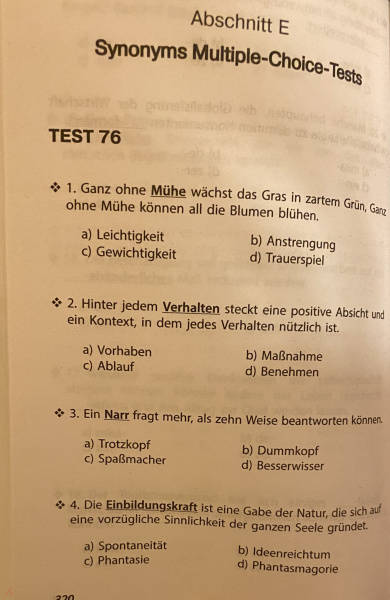 Abschnitt E
Synonyms Multiple-Choice-Tests
TEST 76
❖ 1. Ganz ohne Mühe wächst das Gras in zartem Grün, Ganz
ohne Mühe können all die Blumen blühen.
a) Leichtigkeit b) Anstrengung
c) Gewichtigkeit d) Trauerspiel
❖ 2. Hinter jedem Verhalten steckt eine positive Absicht und
ein Kontext, in dem jedes Verhalten nützlich ist.
a) Vorhaben b) Maßnahme
c) Ablauf d) Benehmen
❖ 3. Ein Narr fragt mehr, als zehn Weise beantworten können.
a) Trotzkopf b) Dummkopf
c) Spaßmacher d) Besserwisser
❖ 4. Die Einbildungskraft ist eine Gabe der Natur, die sich auf
eine vorzügliche Sinnlichkeit der ganzen Seele gründet.
a) Spontaneität b) Ideenreichtum
c) Phantasie d) Phantasmagorie
320